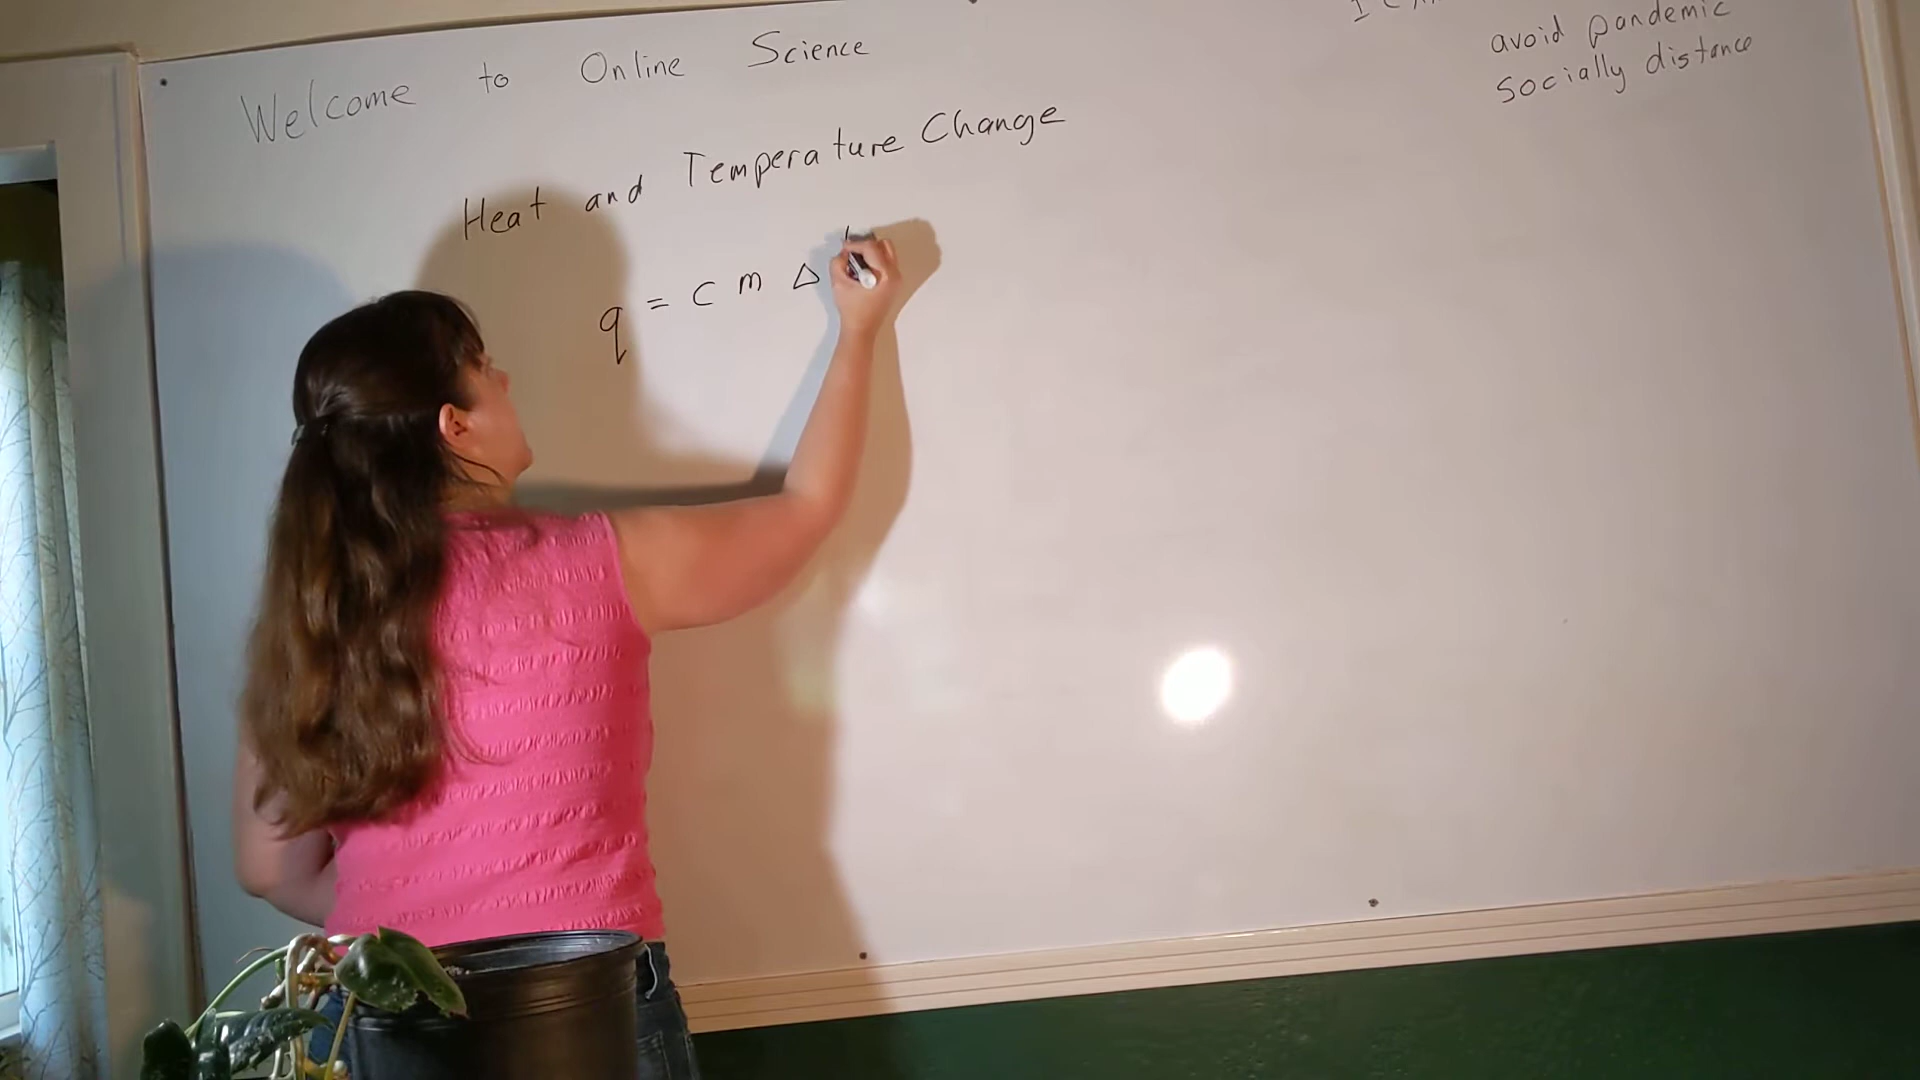 Welcome to Online Science
Heat and Temperature Change
q = c m Δ
avoid pandemic
socially distance